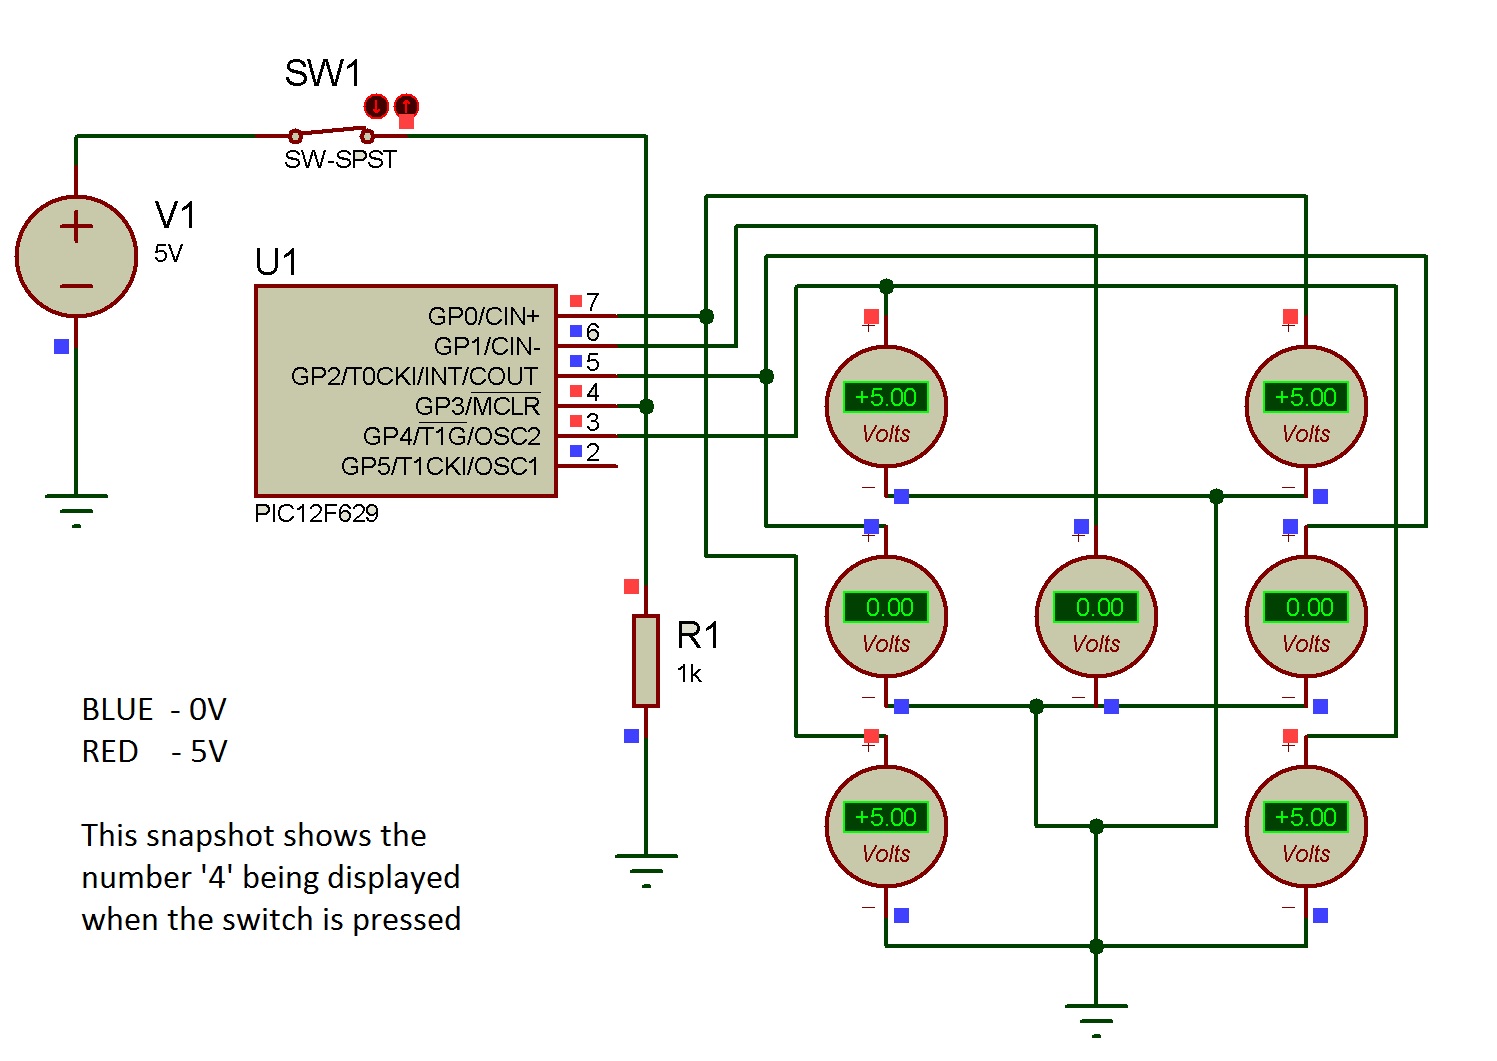 SW1
SW-SPST
V1
5V
U1
GP0/CIN+ 7
GP1/CIN- 6
GP2/T0CKI/INT/COUT 5
GP3/MCLR 4
GP4/T1G/OSC2 3
GP5/T1CKI/OSC1 2
PIC12F629
+5.00
Volts
+5.00
Volts
0.00
Volts
0.00
Volts
0.00
Volts
R1
1k
+5.00
Volts
+5.00
Volts
BLUE - 0V
RED - 5V
This snapshot shows the
number '4' being displayed
when the switch is pressed